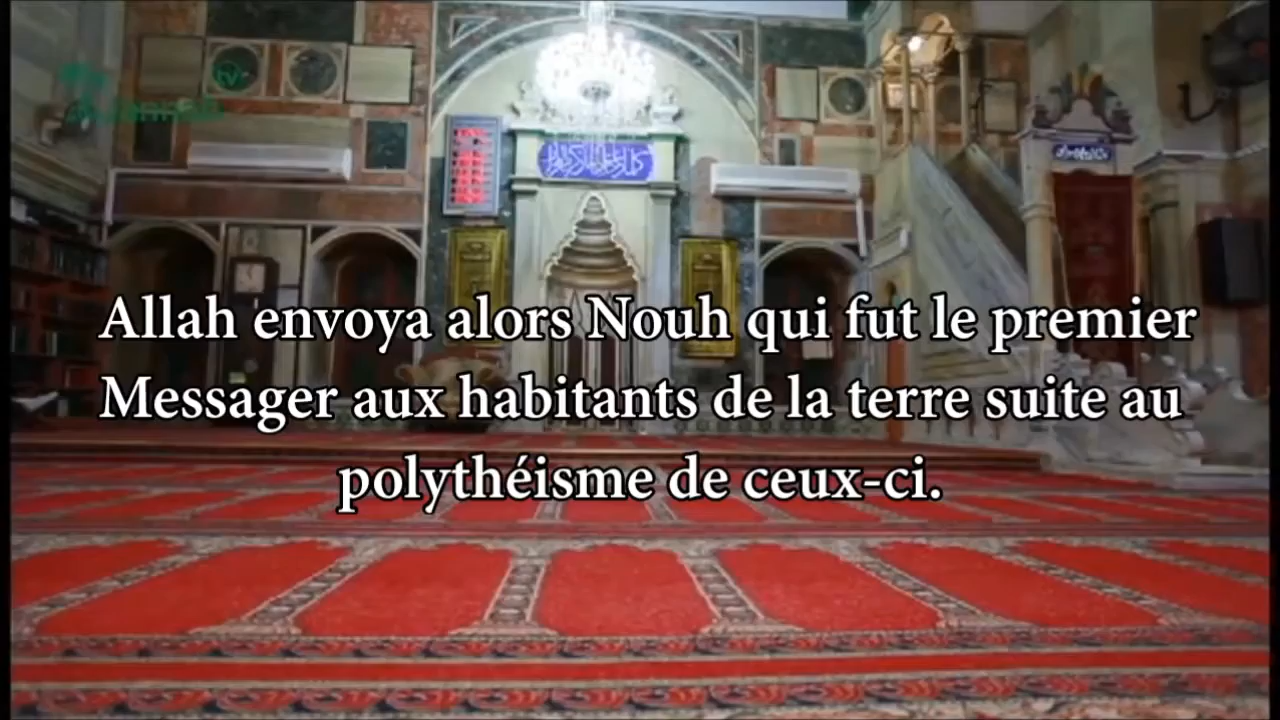 tv
Allah envoya alors Nouh qui fut le premier
Messager aux habitants de la terre suite au
polythéisme de ceux-ci.